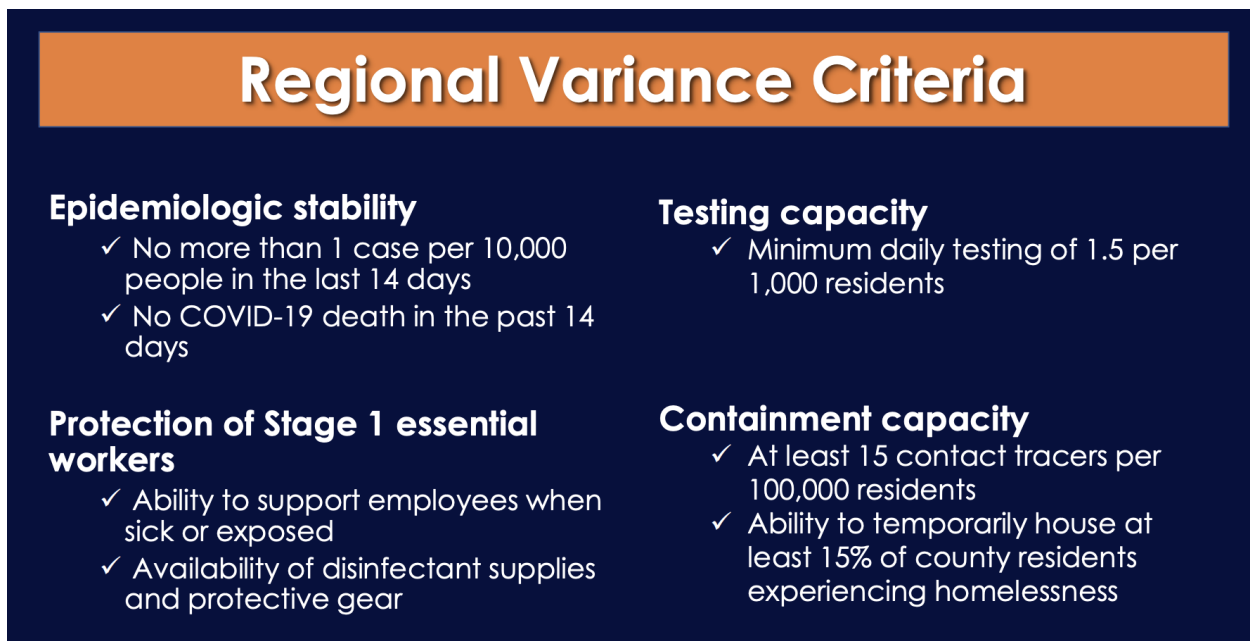 Regional Variance Criteria
Epidemiologic stability
✓ No more than 1 case per 10,000
people in the last 14 days
✓ No COVID-19 death in the past 14
days
Protection of Stage 1 essential
workers
✓ Ability to support employees when
sick or exposed
✓ Availability of disinfectant supplies
and protective gear
Testing capacity
✓ Minimum daily testing of 1.5 per
1,000 residents
Containment capacity
✓ At least 15 contact tracers per
100,000 residents
✓ Ability to temporarily house at
least 15% of county residents
experiencing homelessness